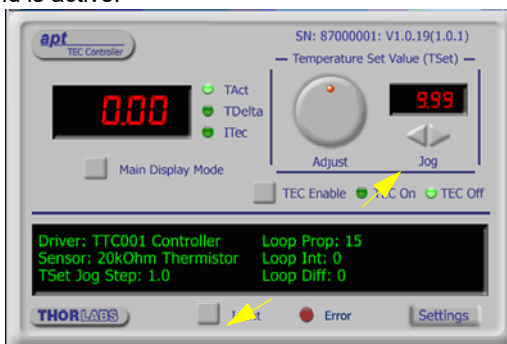 is active.
apt
TEC Controller
SN: 87000001: V1.0.19(1.0.1)
Temperature Set Value (TSet)
0.00
TAct
TDelta
ITec
9.99
Main Display Mode
Adjust
Jog
TEC Enable
TEC On
TEC Off
Driver: TTC001 Controller
Sensor: 20kOhm Thermistor
TSet Jog Step: 1.0
Loop Prop: 15
Loop Int: 0
Loop Diff: 0
THORLABS
Error
Settings